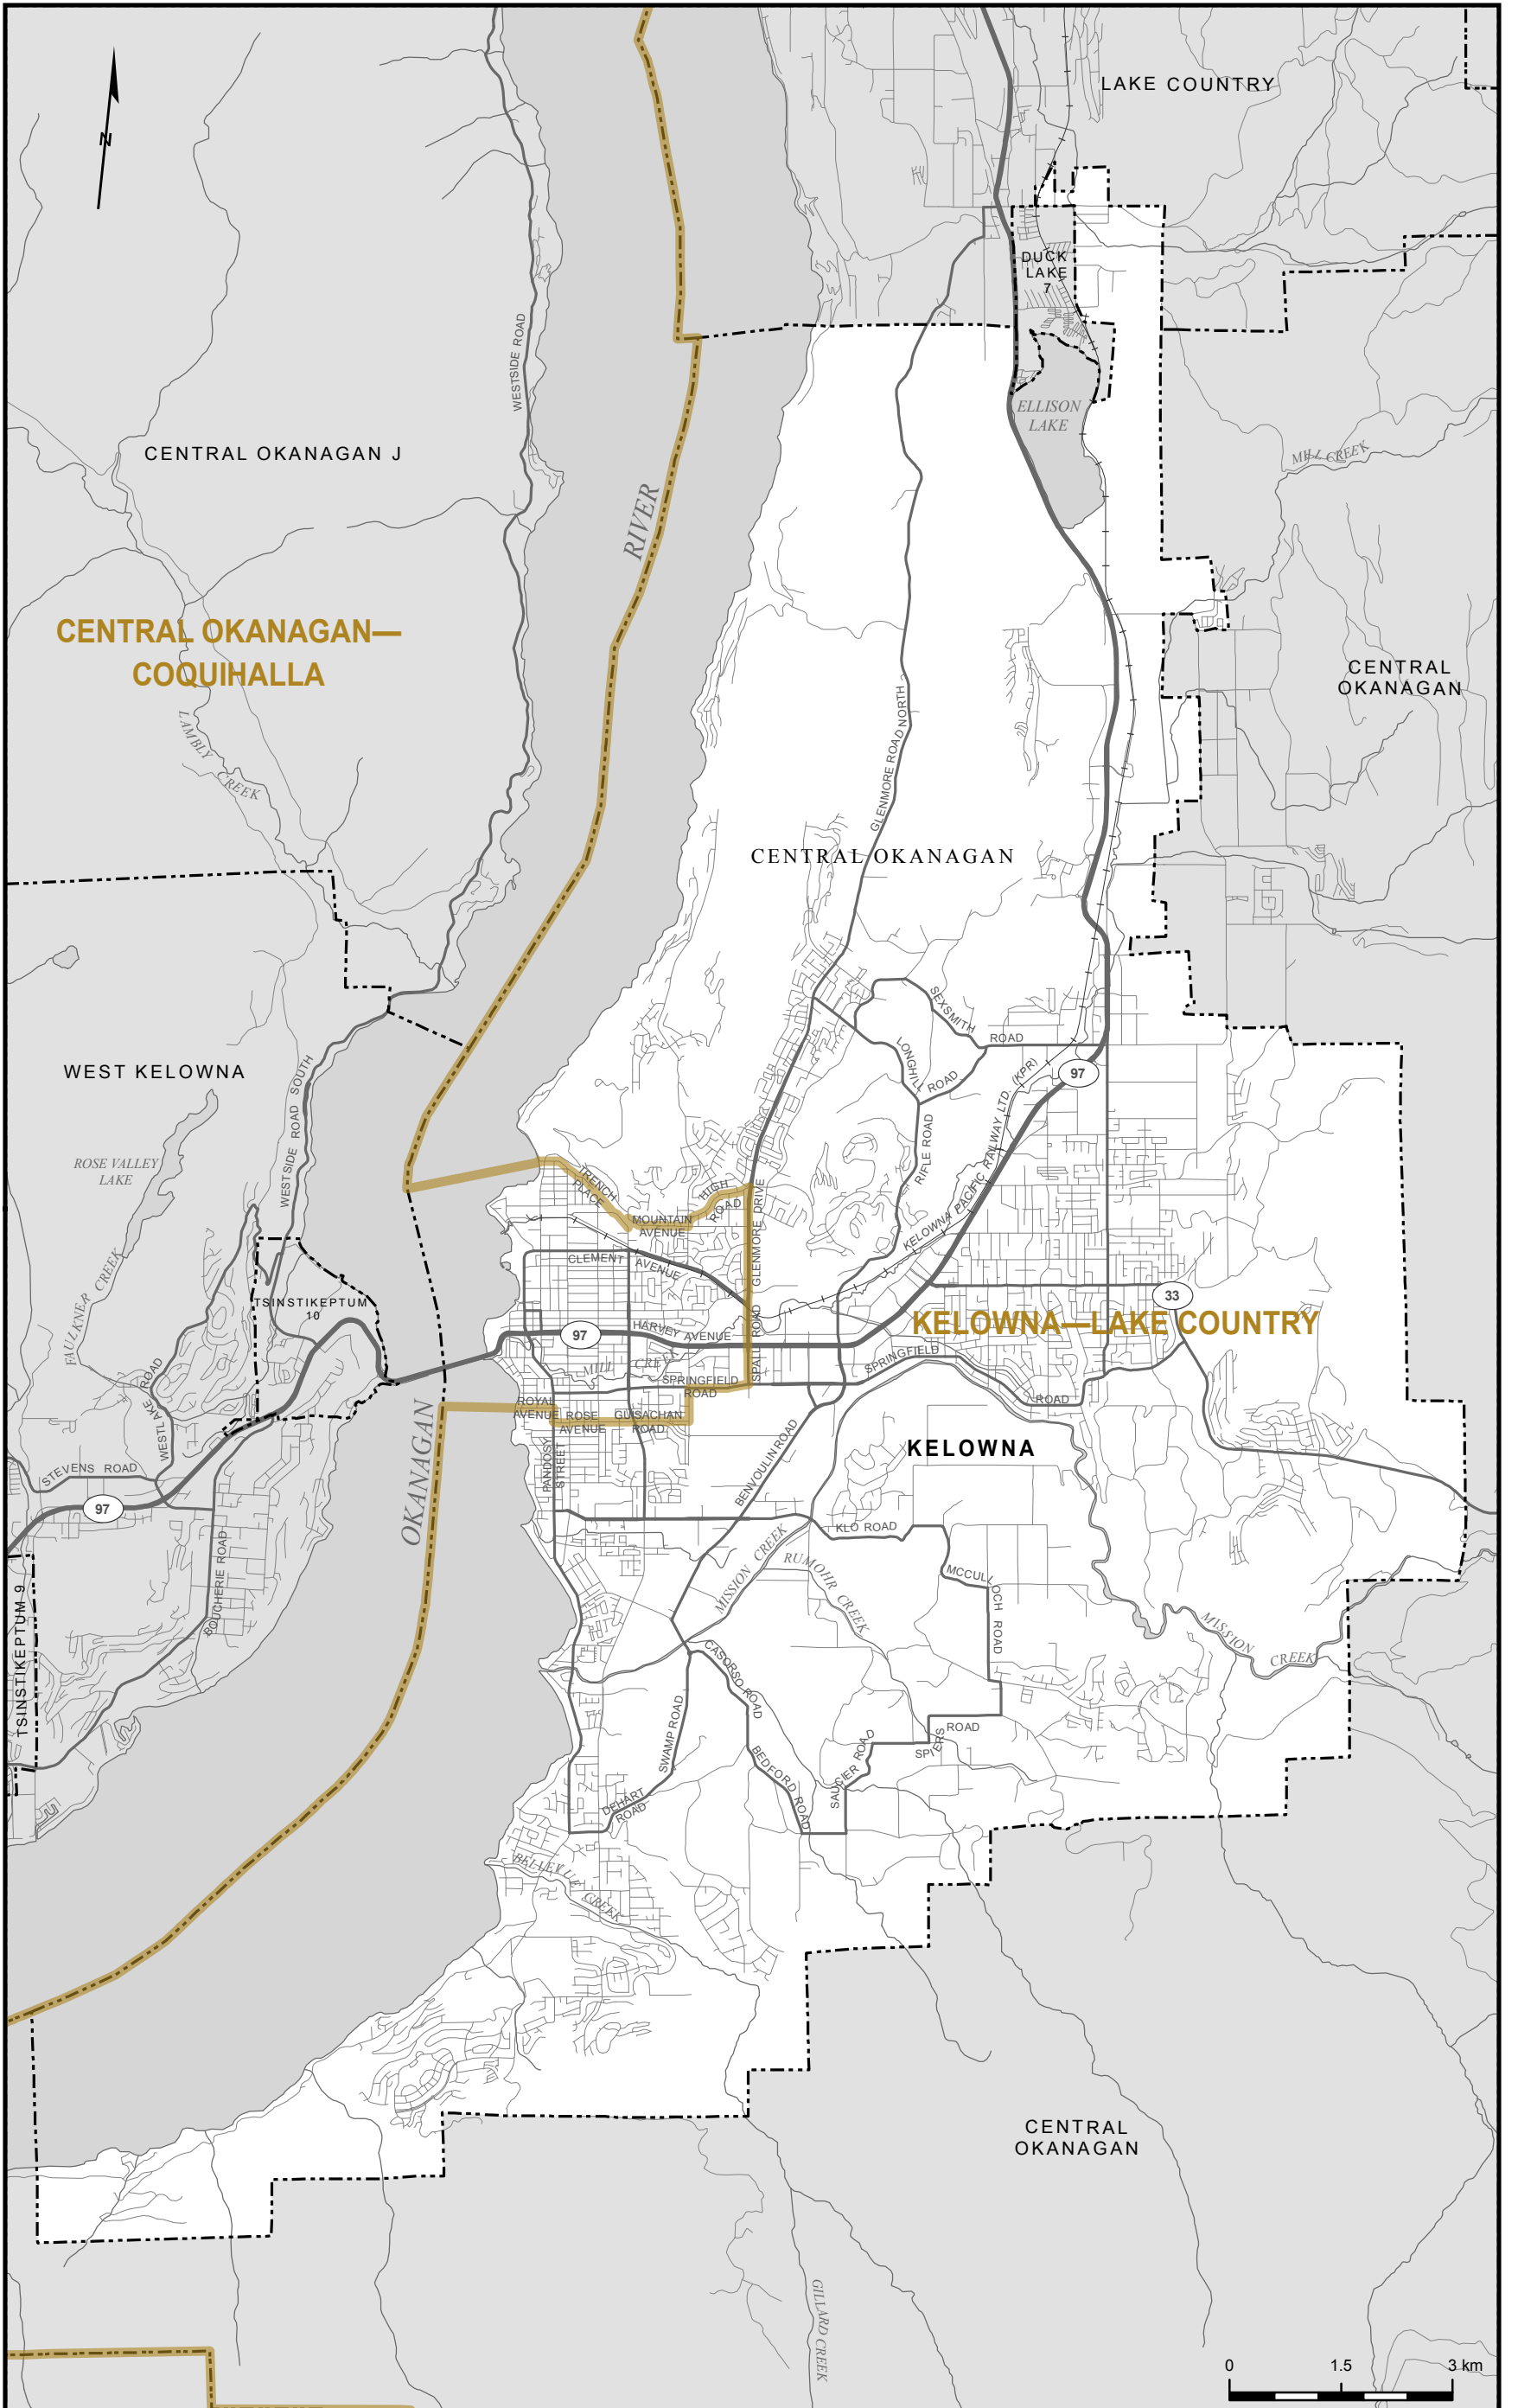 LAKE COUNTRY
N
DUCK
LAKE
7
WESTSIDE ROAD
ELLISON
LAKE
CENTRAL OKANAGAN J
MILL CREEK
RIVER
CENTRAL OKANAGAN—
COQUIHALLA
CENTRAL
OKANAGAN
LAMBLY CREEK
GLENMORE ROAD NORTH
CENTRAL OKANAGAN
SEXSMITH
ROAD
LONGHILL
ROAD
WEST KELOWNA
WESTSIDE ROAD SOUTH
97
KELOWNA PACIFIC RAILWAY LTD. (KPR)
RIFLE ROAD
ROSE VALLEY
LAKE
TRENCH
PLACE
HIGH
ROAD
MOUNTAIN
AVENUE
GLENMORE DRIVE
CLEMENT AVENUE
FAULKNER CREEK
TSINSTIKEPTUM
10
33
KELOWNA—LAKE COUNTRY
97
HARVEY AVENUE
SPALL ROAD
MILL CREEK
SPRINGFIELD
ROAD
SPRINGFIELD
ROAD
WESTLAKE ROAD
ROYAL
AVENUE
ROSE
AVENUE
GUISACHAN
ROAD
OKANAGAN
PANDOSY
STREET
BENVOULIN ROAD
KELOWNA
STEVENS ROAD
97
KLO ROAD
BOUCHERIE ROAD
MISSION CREEK
RUMOHR CREEK
MCCULLOCH ROAD
TSINSTIKEPTUM 9
MISSION
CREEK
CASORSO ROAD
SWAMP ROAD
SPIERS
ROAD
BEDFORD ROAD
SAUCIER ROAD
DEHART
ROAD
BELLEVUE CREEK
CENTRAL
OKANAGAN
GILLARD CREEK
0 1.5 3 km